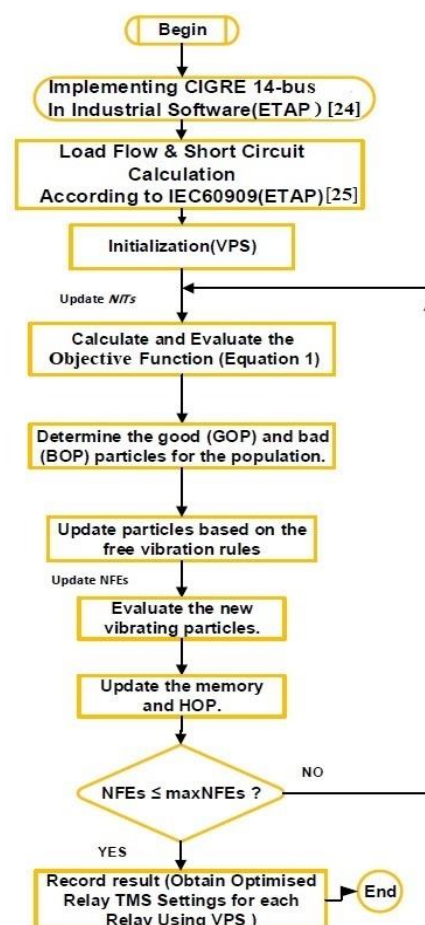 Begin
Implementing CIGRE 14-bus
In Industrial Software(ETAP) [24]
Load Flow & Short Circuit
Calculation
According to IEC60909(ETAP)[25]
Initialization(VPS)
Update NITs
Calculate and Evaluate the
Objective Function (Equation 1)
Determine the good (GOP) and bad
(BOP) particles for the population.
Update particles based on the
free vibration rules
Update NFEs
Evaluate the new
vibrating particles.
Update the memory
and HOP.
NFEs ≤ maxNFEs ?
NO
YES
Record result (Obtain Optimised
Relay TMS Settings for each
Relay Using VPS )
End